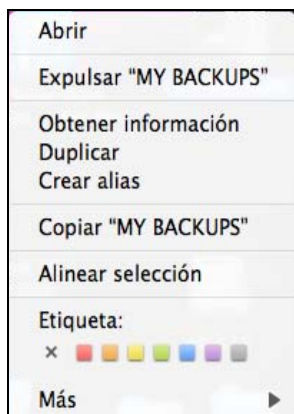 Abrir
Expulsar “MY BACKUPS”
Obtener información
Duplicar
Crear alias
Copiar “MY BACKUPS”
Alinear selección
Etiqueta:
Más